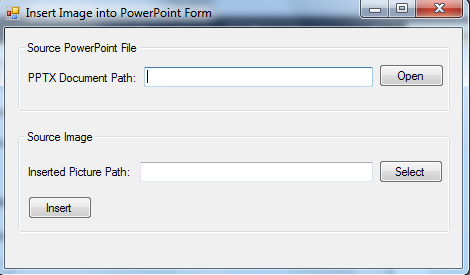 Insert Image into PowerPoint Form
Source PowerPoint File
PPTX Document Path:
Open
Source Image
Inserted Picture Path:
Select
Insert